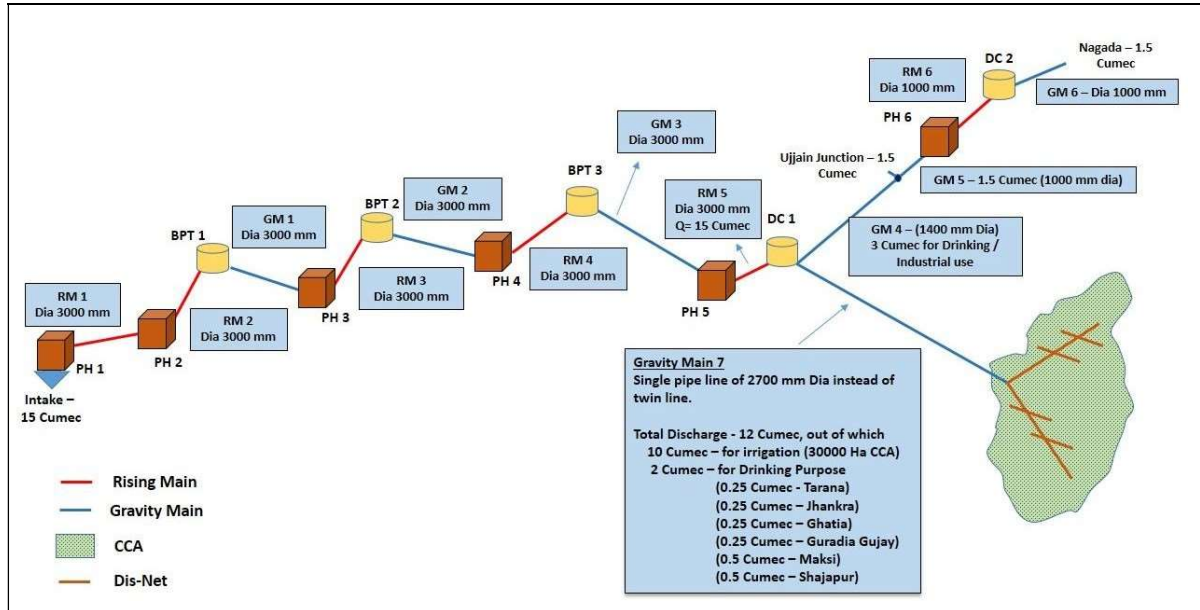 Nagada – 1.5
Cumec
DC 2
RM 6
Dia 1000 mm
GM 6 – Dia 1000 mm
PH 6
GM 3
Dia 3000 mm
Ujjain Junction – 1.5
Cumec
GM 5 – 1.5 Cumec (1000 mm dia)
BPT 3
GM 2
Dia 3000 mm
RM 5
Dia 3000 mm
Q= 15 Cumec
DC 1
BPT 2
GM 1
Dia 3000 mm
GM 4 – (1400 mm Dia)
3 Cumec for Drinking /
Industrial use
BPT 1
PH 4
RM 4
Dia 3000 mm
RM 3
Dia 3000 mm
PH 5
RM 1
Dia 3000 mm
PH 3
RM 2
Dia 3000 mm
PH 2
PH 1
Intake –
15 Cumec
Gravity Main 7
Single pipe line of 2700 mm Dia instead of
twin line.
Total Discharge - 12 Cumec, out of which
10 Cumec – for irrigation (30000 Ha CCA)
2 Cumec – for Drinking Purpose
(0.25 Cumec - Tarana)
(0.25 Cumec – Jhankra)
(0.25 Cumec – Ghatia)
(0.25 Cumec – Guradia Gujay)
(0.5 Cumec – Maksi)
(0.5 Cumec – Shajapur)
Rising Main
Gravity Main
CCA
Dis-Net